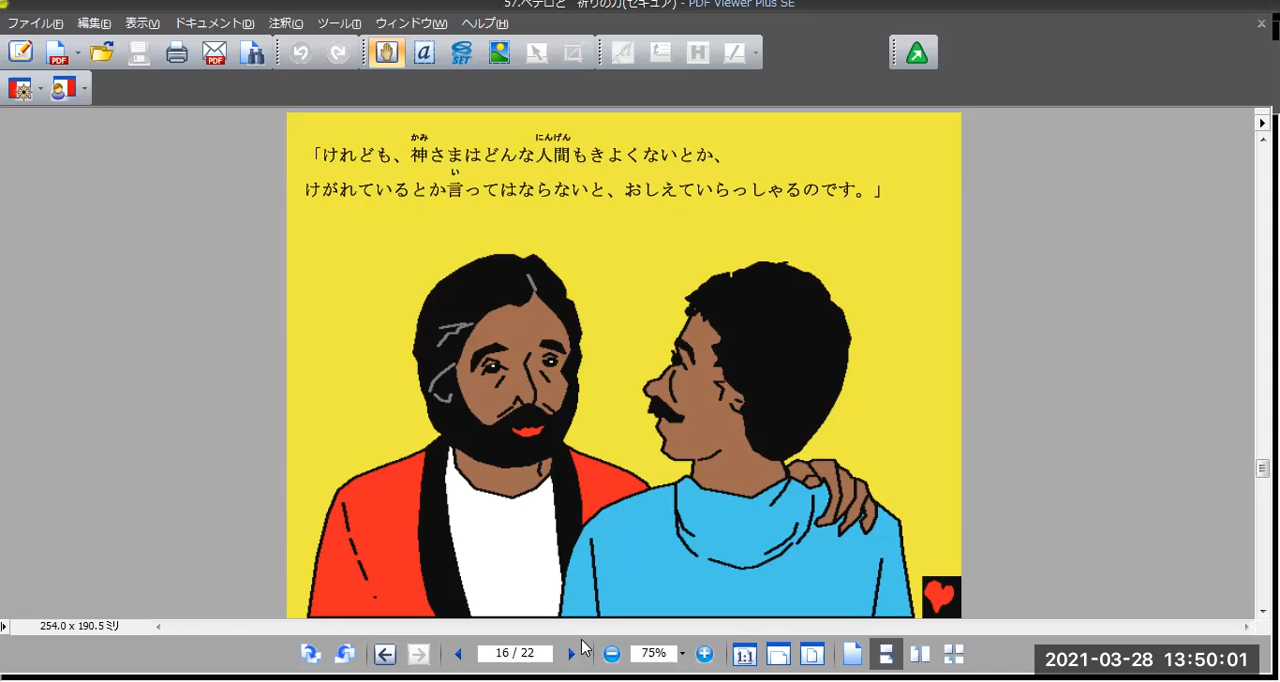 57.ペテロと　祈りの力(セキュア) - PDF Viewer Plus SE
ファイル(F) 編集(E) 表示(V) ドキュメント(D) 注釈(C) ツール(T) ウィンドウ(W) ヘルプ(H)
かみ にんげん
「けれども、神さまはどんな人間もきよくないとか、
い
けがれているとか言ってはならないと、おしえていらっしゃるのです。」
254.0 x 190.5 ミリ
16 / 22
75%
2021-03-28 13:50:01